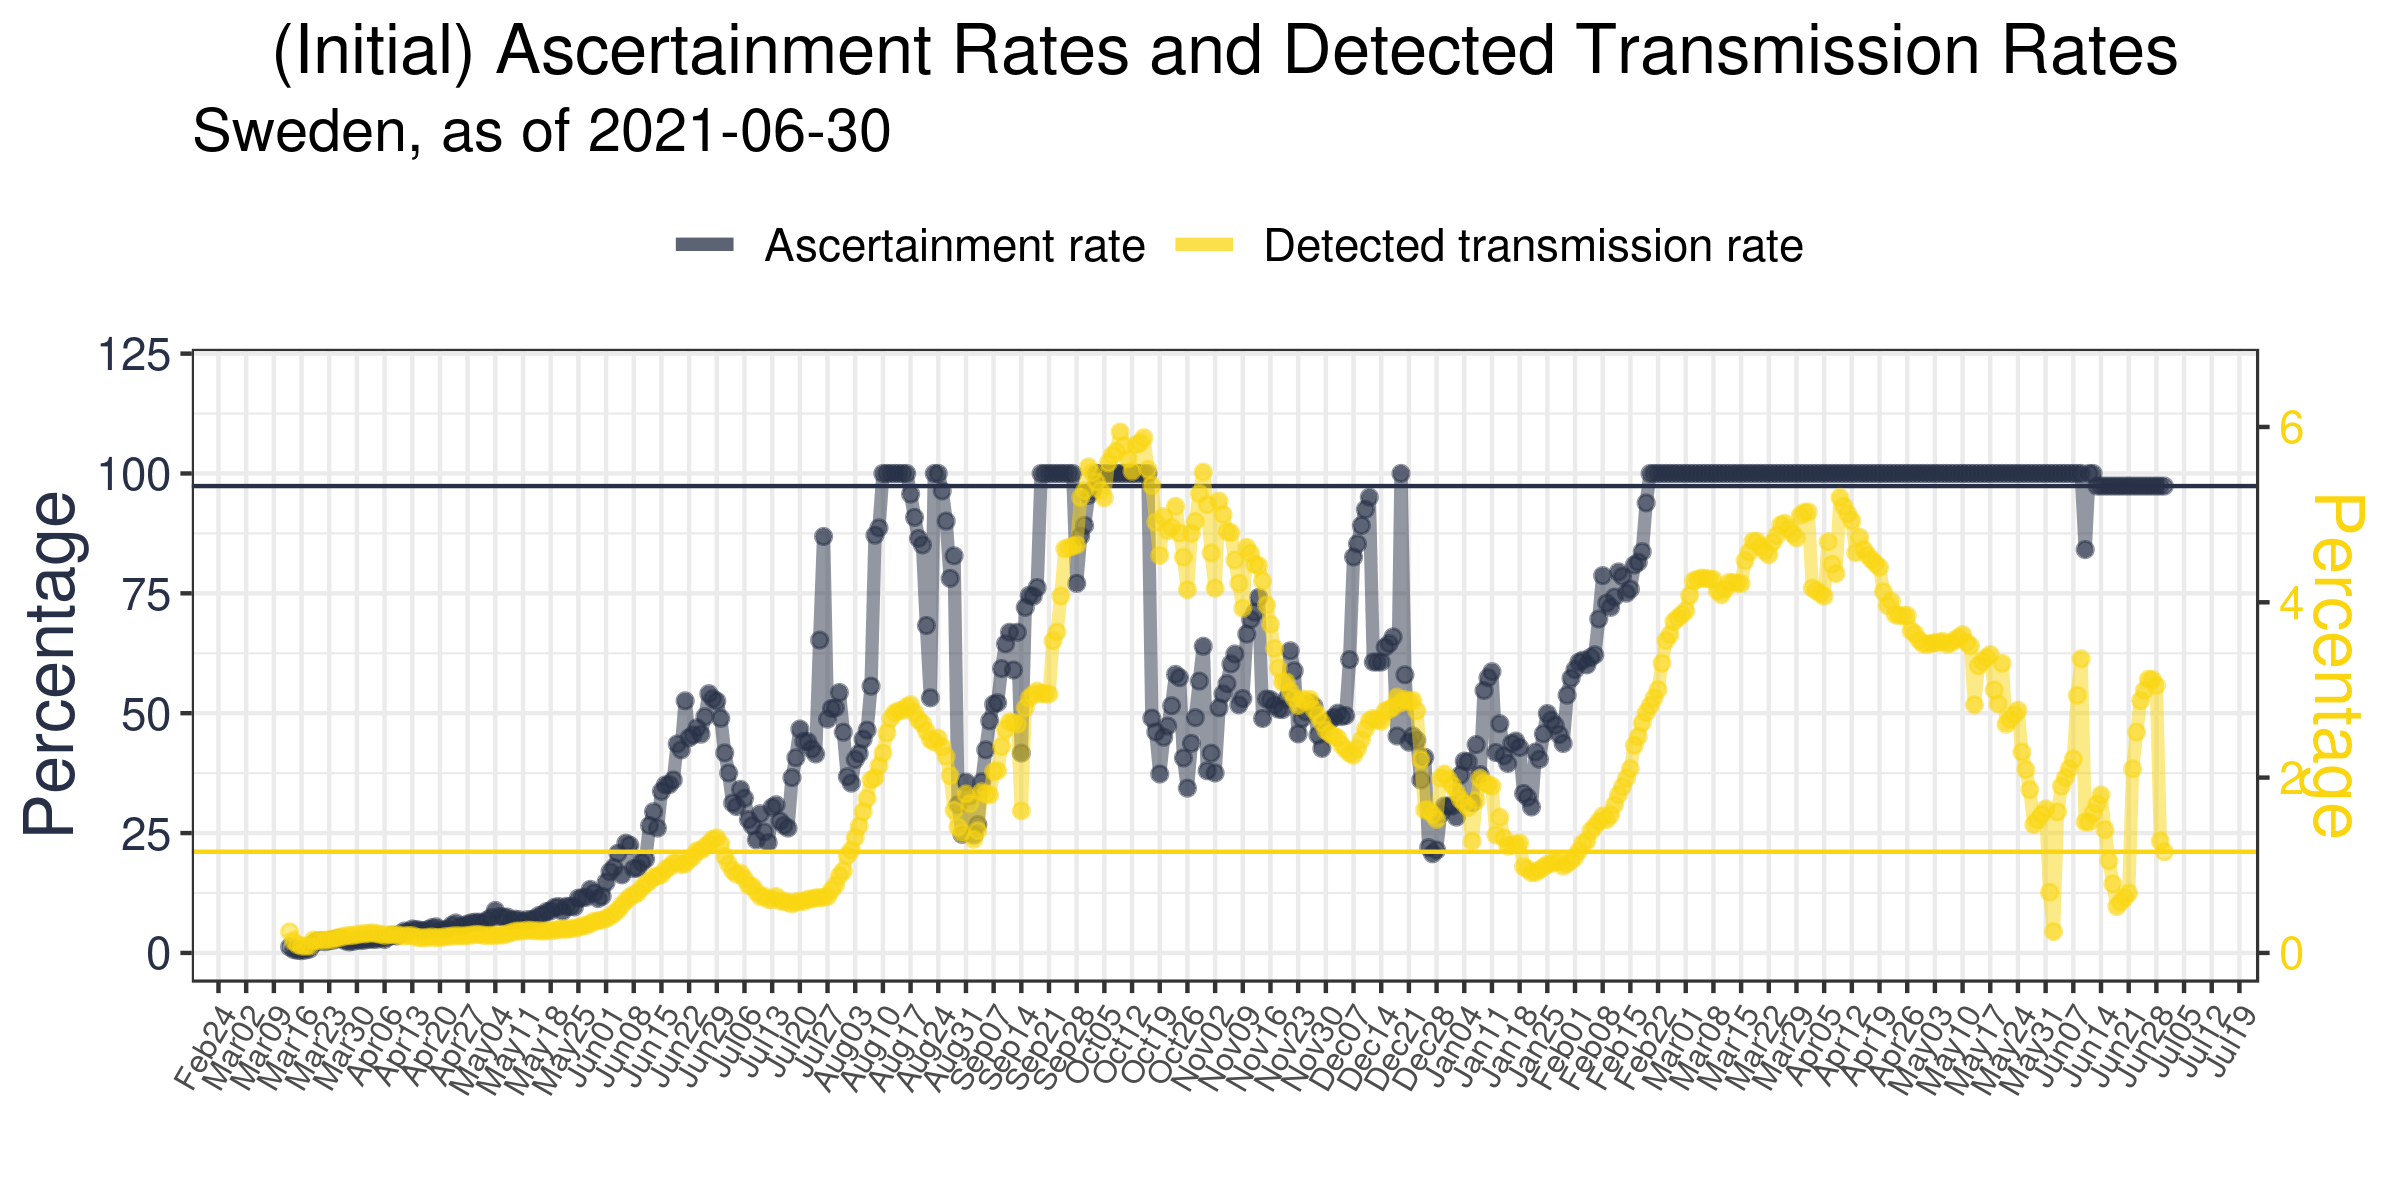 (Initial) Ascertainment Rates and Detected Transmission Rates
Sweden, as of 2021-06-30
Ascertainment rate
Detected transmission rate
Percentage
125
100
75
50
25
0
6
4
2
0
Percentage
Feb24
Mar02
Mar09
Mar16
Mar23
Mar30
Apr06
Apr13
Apr20
Apr27
May04
May11
May18
May25
Jun01
Jun08
Jun15
Jun22
Jun29
Jul06
Jul13
Jul20
Jul27
Aug03
Aug10
Aug17
Aug24
Aug31
Sep07
Sep14
Sep21
Sep28
Oct05
Oct12
Oct19
Oct26
Nov02
Nov09
Nov16
Nov23
Nov30
Dec07
Dec14
Dec21
Dec28
Jan04
Jan11
Jan18
Jan25
Feb01
Feb08
Feb15
Feb22
Mar01
Mar08
Mar15
Mar22
Mar29
Apr05
Apr12
Apr19
Apr26
May03
May10
May17
May24
May31
Jun07
Jun14
Jun21
Jun28
Jul05
Jul12
Jul19